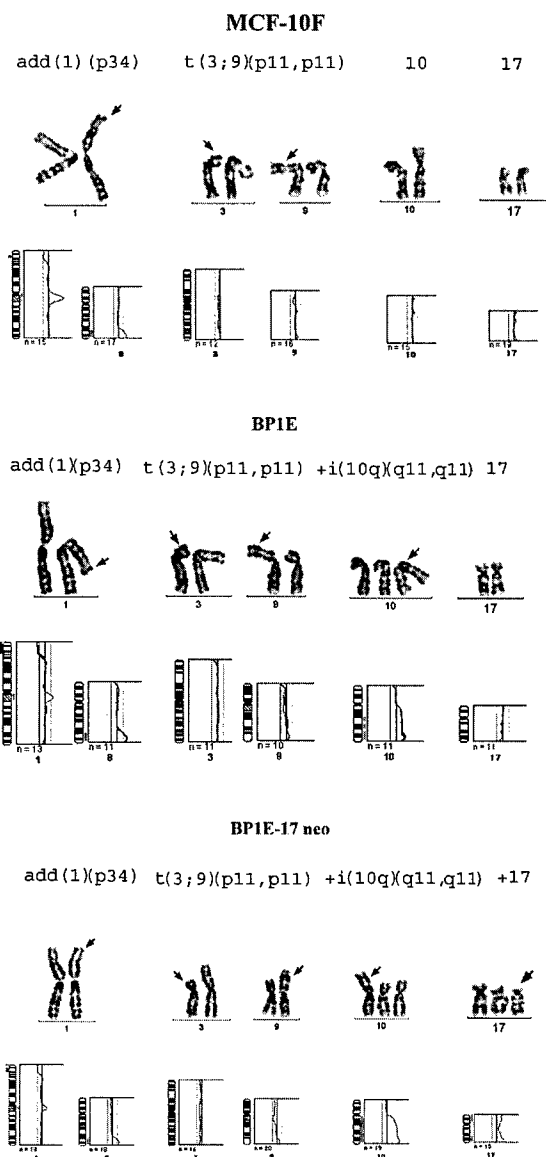 MCF-10F
add(1)(p34) t(3;9)(p11,p11) 10 17
1 3 9 10 17
n=15 n=17 n=12 n=16 n=15 n=19
9 10 17
BP1E
add(1)(p34) t(3;9)(p11,p11) +i(10q)(q11,q11) 17
1 3 9 10 17
n=13 n=11 n=11 n=10 n=11 n=11
1 8 3 9 10 17
BP1E-17 neo
add(1)(p34) t(3;9)(p11,p11) +i(10q)(q11,q11) +17
1 3 9 10 17